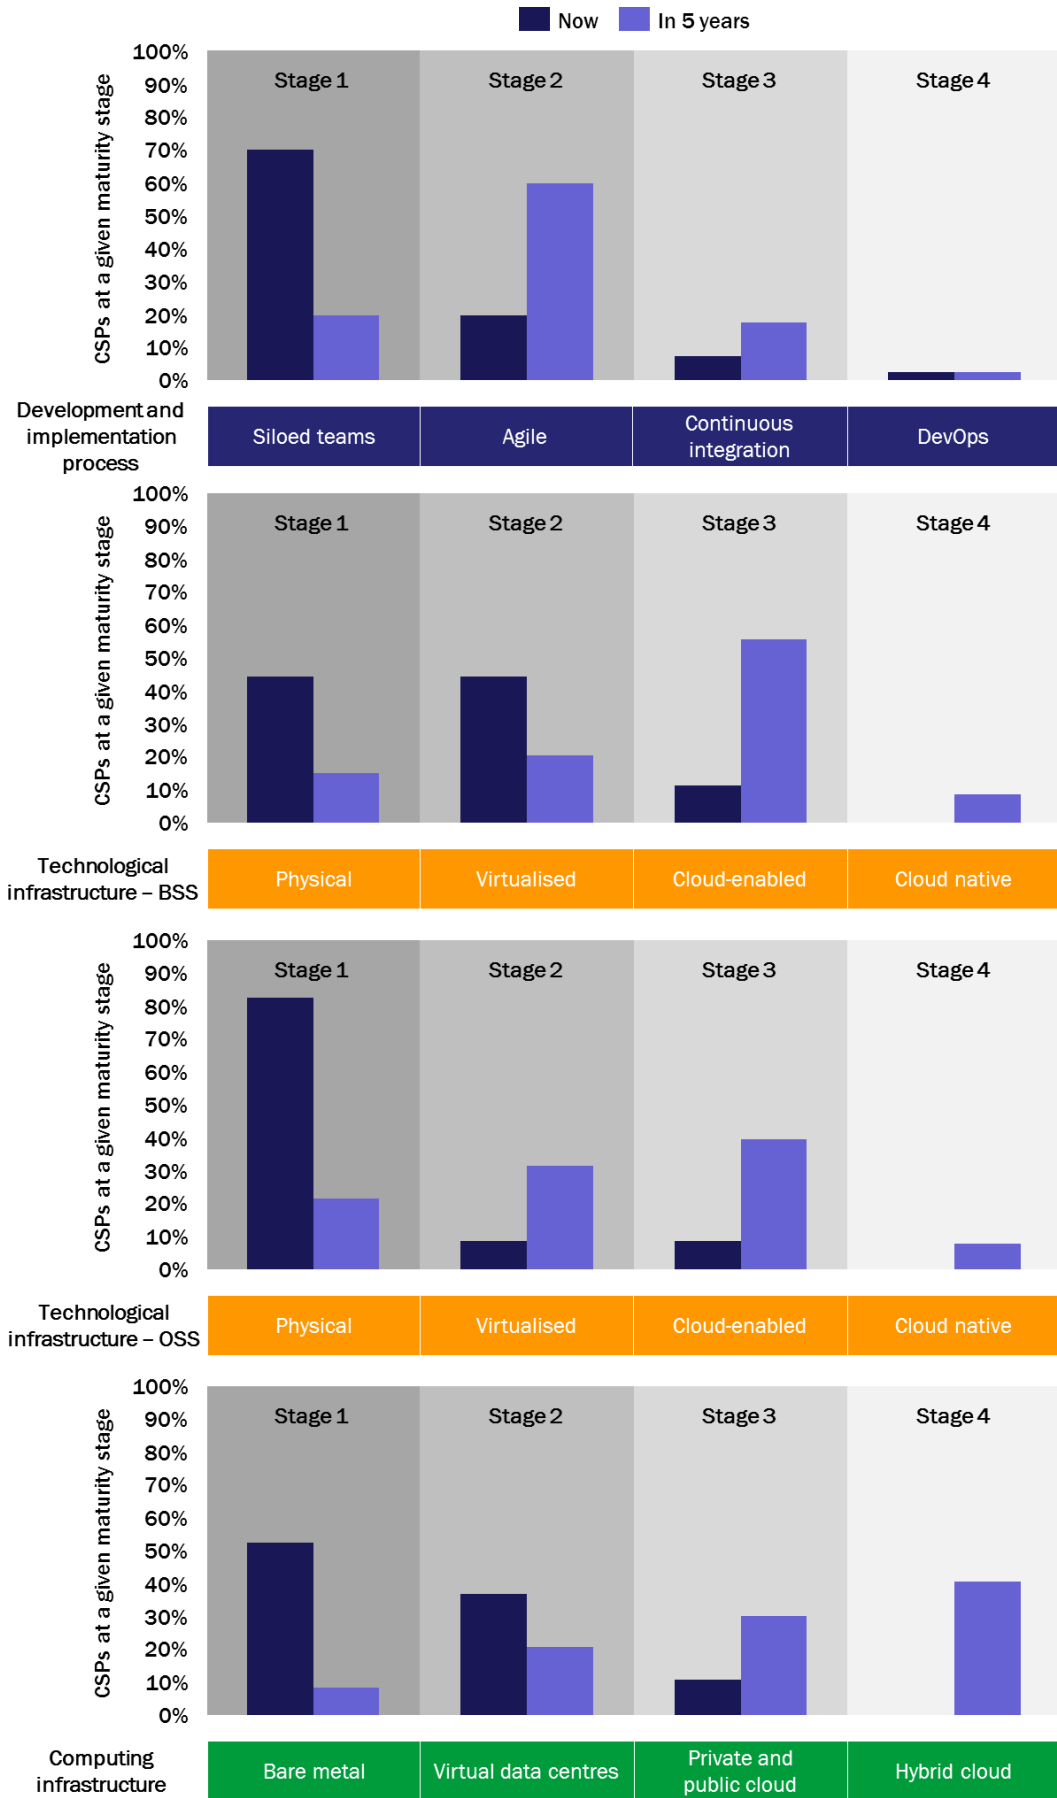 Now In 5 years
CSPs at a given maturity stage
100%
90%
80%
70%
60%
50%
40%
30%
20%
10%
0%
Stage 1 Stage 2 Stage 3 Stage 4
Development and
implementation
process
Siloed teams
Agile
Continuous
integration
DevOps
CSPs at a given maturity stage
100%
90%
80%
70%
60%
50%
40%
30%
20%
10%
0%
Stage 1 Stage 2 Stage 3 Stage 4
Technological
infrastructure – BSS
Physical
Virtualised
Cloud-enabled
Cloud native
CSPs at a given maturity stage
100%
90%
80%
70%
60%
50%
40%
30%
20%
10%
0%
Stage 1 Stage 2 Stage 3 Stage 4
Technological
infrastructure – OSS
Physical
Virtualised
Cloud-enabled
Cloud native
CSPs at a given maturity stage
100%
90%
80%
70%
60%
50%
40%
30%
20%
10%
0%
Stage 1 Stage 2 Stage 3 Stage 4
Computing
infrastructure
Bare metal
Virtual data centres
Private and
public cloud
Hybrid cloud